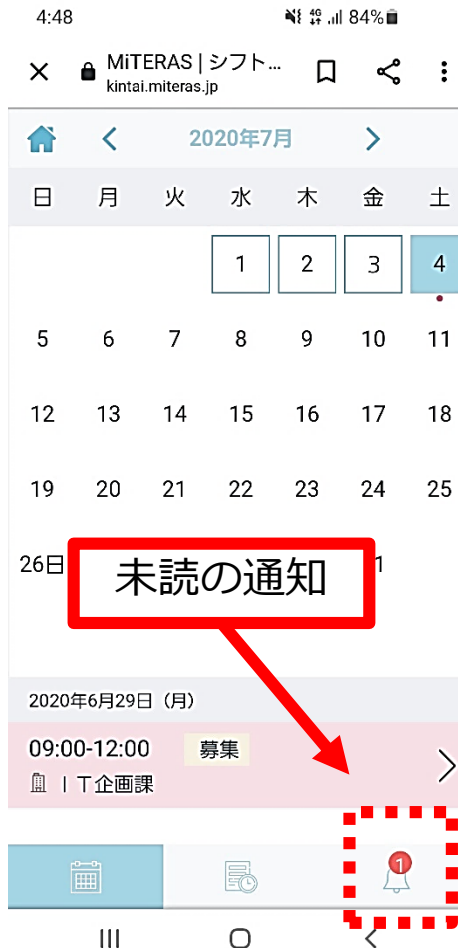 4:48 4G 84%
MiTERAS | シフト...
kintai.miteras.jp
2020年7月
日 月 火 水 木 金 土
1 2 3 4
5 6 7 8 9 10 11
12 13 14 15 16 17 18
19 20 21 22 23 24 25
26日 1
未読の通知
2020年6月29日（月）
09:00-12:00 募集
ＩＴ企画課
1